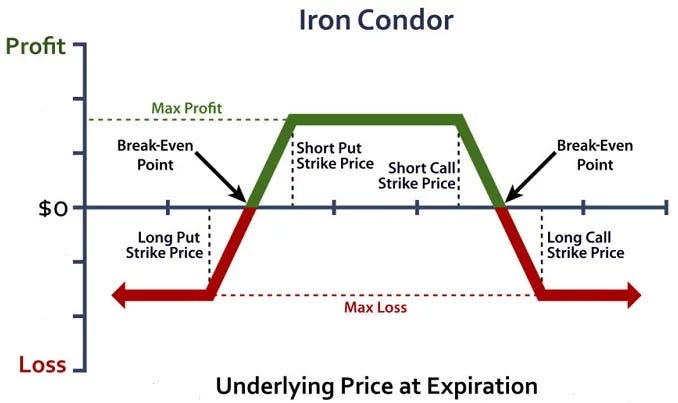 Iron Condor
Profit
Max Profit
Break-Even
Point
Short Put
Strike Price
Short Call
Strike Price
Break-Even
Point
$0
Long Put
Strike Price
Long Call
Strike Price
Max Loss
Loss
Underlying Price at Expiration